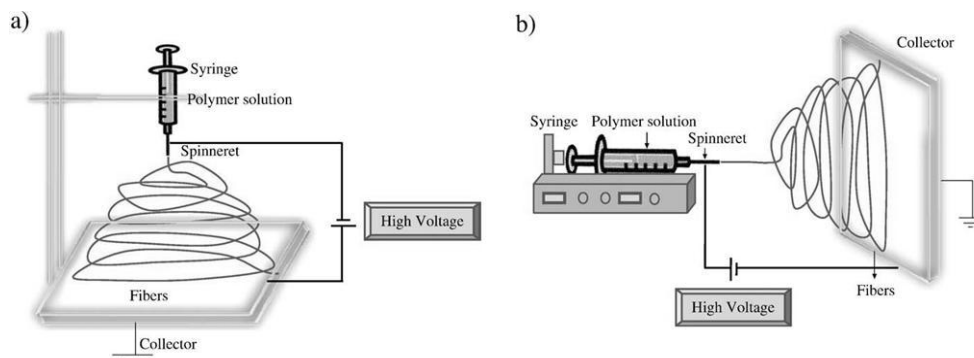 a)
Syringe
Polymer solution
Spinneret
High Voltage
Fibers
Collector
b)
Collector
Syringe
Polymer solution
Spinneret
Fibers
High Voltage